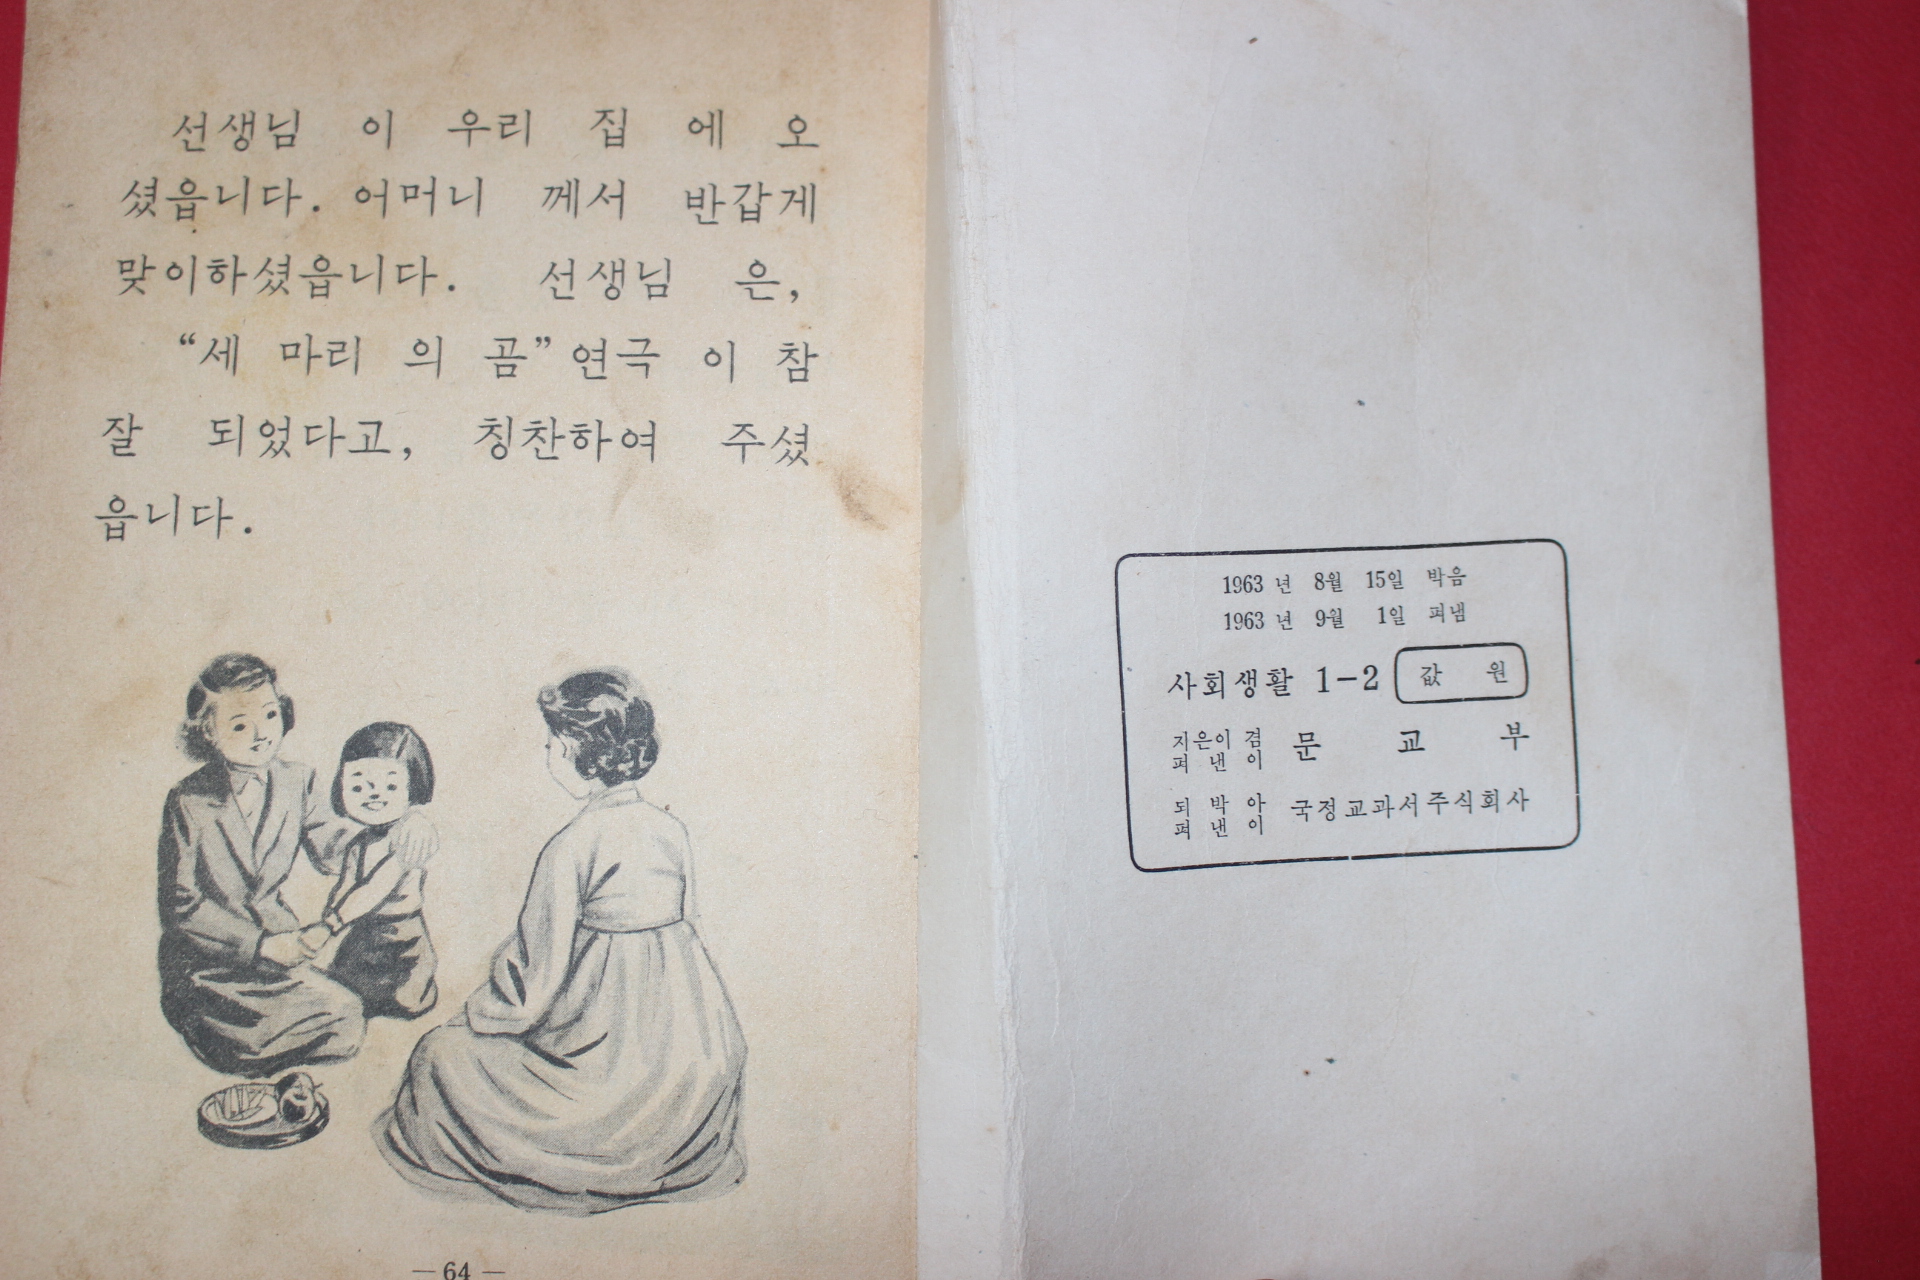 선생님 이 우리 집 에 오
셨읍니다. 어머니 께서 반갑게
맞이하셨읍니다. 선생님 은,
“세 마리 의 곰” 연극 이 참
잘 되었다고, 칭찬하여 주셨
읍니다.
— 64 —
1963 년 8월 15일 박음
1963 년 9월 1일 펴냄
사회생활 1-2 값 원
지은이 겸
펴 낸 이
문 교 부
되 박 아
펴 낸 이
국정교과서주식회사